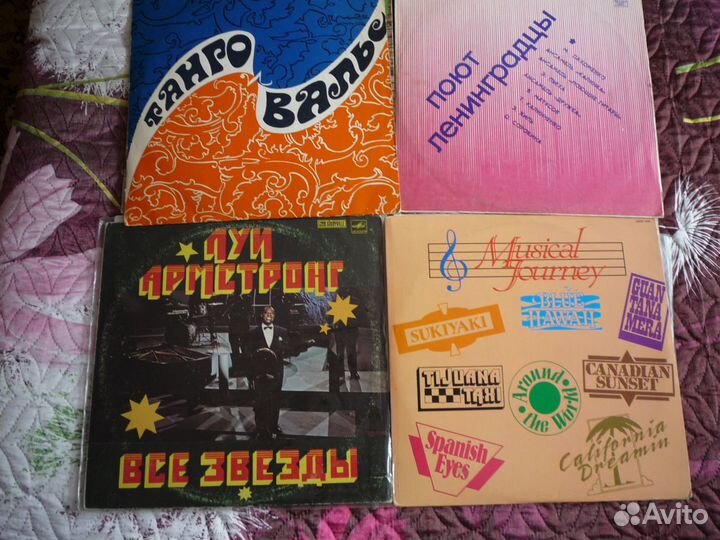 ТАНГО
ВАЛЬС
ПОЮТ
ленинградцы
ЛУИ
АРМСТРОНГ
ВСЕ ЗВЕЗДЫ
Musical
Journey
SUKIYAKI
BLUE
HAWAII
GUAN
TANA
MERA
TIJUANA
TAXI
Around
The World
CANADIAN
SUNSET
Spanish
Eyes
California
Dreamin
Avito